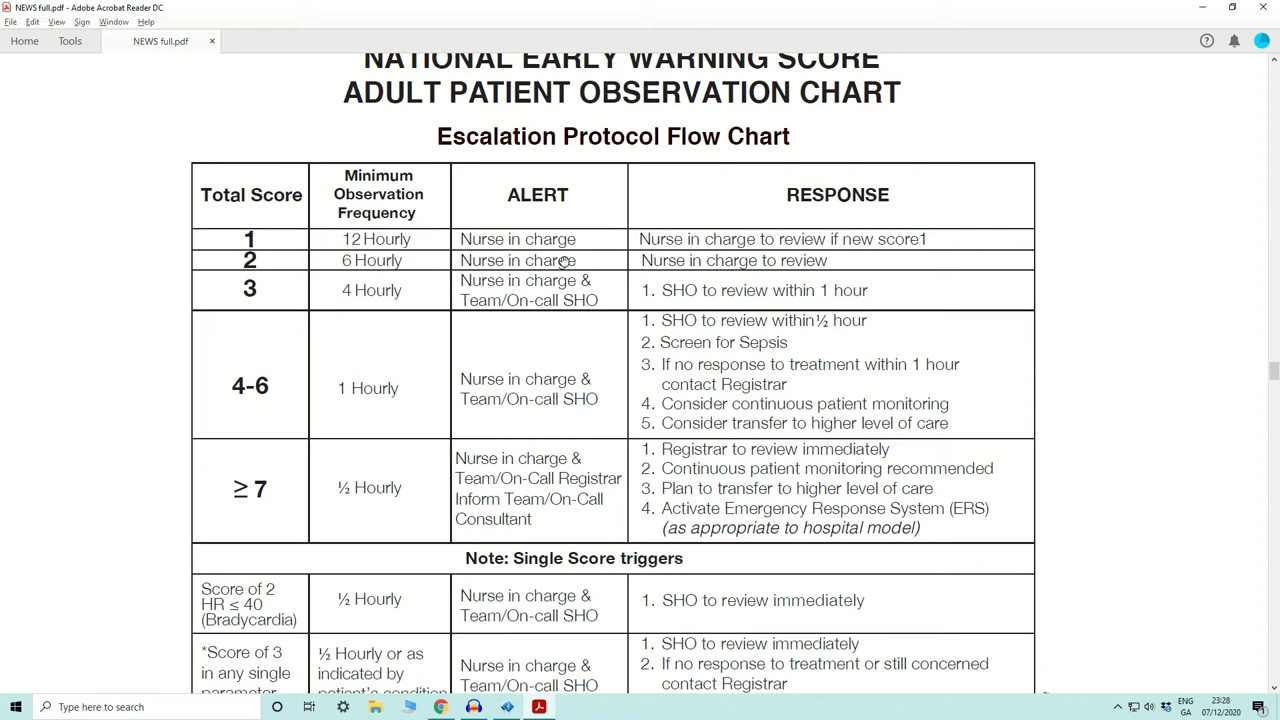 NEWS full.pdf - Adobe Acrobat Reader DC
File Edit View Sign Window Help
Home Tools NEWS full.pdf ×
NATIONAL EARLY WARNING SCORE
ADULT PATIENT OBSERVATION CHART
Escalation Protocol Flow Chart
Total Score
Minimum
Observation
Frequency
ALERT
RESPONSE
1
12 Hourly
Nurse in charge
Nurse in charge to review if new score1
2
6 Hourly
Nurse in charge
Nurse in charge to review
3
4 Hourly
Nurse in charge &
Team/On-call SHO
1. SHO to review within 1 hour
4-6
1 Hourly
Nurse in charge &
Team/On-call SHO
1. SHO to review within ½ hour
2. Screen for Sepsis
3. If no response to treatment within 1 hour
contact Registrar
4. Consider continuous patient monitoring
5. Consider transfer to higher level of care
≥ 7
½ Hourly
Nurse in charge &
Team/On-Call Registrar
Inform Team/On-Call
Consultant
1. Registrar to review immediately
2. Continuous patient monitoring recommended
3. Plan to transfer to higher level of care
4. Activate Emergency Response System (ERS)
(as appropriate to hospital model)
Note: Single Score triggers
Score of 2
HR ≤ 40
(Bradycardia)
½ Hourly
Nurse in charge &
Team/On-call SHO
1. SHO to review immediately
*Score of 3
in any single
parameter
½ Hourly or as
indicated by
patient's condition
Nurse in charge &
Team/On-call SHO
1. SHO to review immediately
2. If no response to treatment or still concerned
contact Registrar
Type here to search
ENG
GA
23:28
07/12/2020